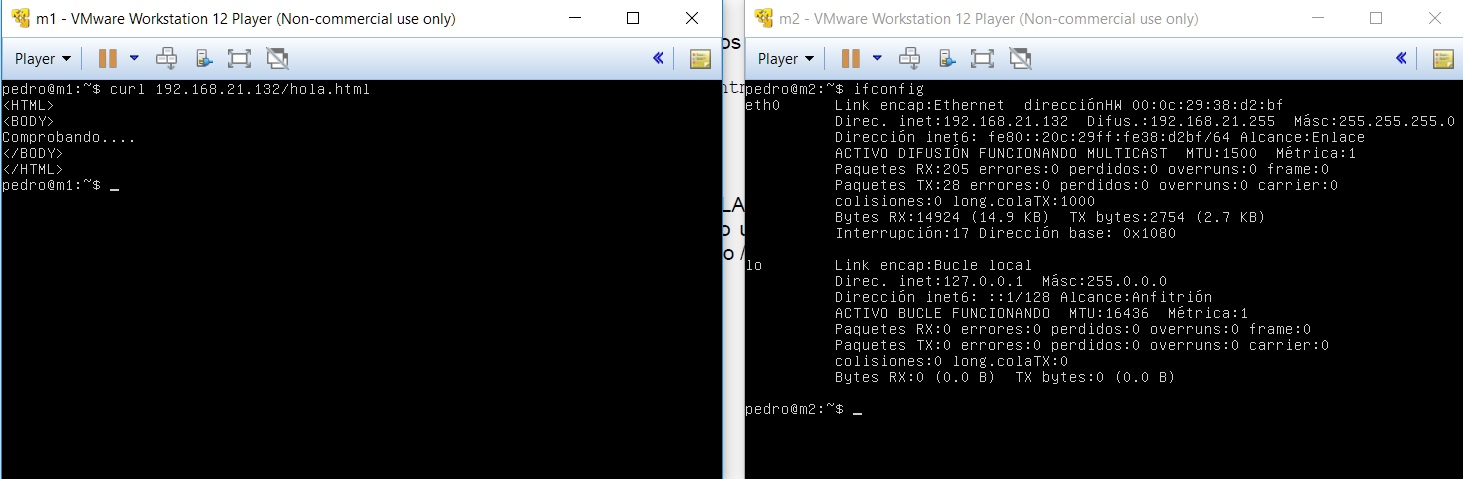 m1 - VMware Workstation 12 Player (Non-commercial use only)
Player
pedro@m1:~$ curl 192.168.21.132/hola.html
<HTML>
<BODY>
Comprobando....
</BODY>
</HTML>
pedro@m1:~$ _
os
ntr
LA
o u
o /
m2 - VMware Workstation 12 Player (Non-commercial use only)
Player
pedro@m2:~$ ifconfig
eth0 Link encap:Ethernet direcciónHW 00:0c:29:38:d2:bf
Direc. inet:192.168.21.132 Difus.:192.168.21.255 Másc:255.255.255.0
Dirección inet6: fe80::20c:29ff:fe38:d2bf/64 Alcance:Enlace
ACTIVO DIFUSIÓN FUNCIONANDO MULTICAST MTU:1500 Métrica:1
Paquetes RX:205 errores:0 perdidos:0 overruns:0 frame:0
Paquetes TX:28 errores:0 perdidos:0 overruns:0 carrier:0
colisiones:0 long.colaTX:1000
Bytes RX:14924 (14.9 KB) TX bytes:2754 (2.7 KB)
Interrupción:17 Dirección base: 0x1080
lo Link encap:Bucle local
Direc. inet:127.0.0.1 Másc:255.0.0.0
Dirección inet6: ::1/128 Alcance:Anfitrión
ACTIVO BUCLE FUNCIONANDO MTU:16436 Métrica:1
Paquetes RX:0 errores:0 perdidos:0 overruns:0 frame:0
Paquetes TX:0 errores:0 perdidos:0 overruns:0 carrier:0
colisiones:0 long.colaTX:0
Bytes RX:0 (0.0 B) TX bytes:0 (0.0 B)
pedro@m2:~$ _